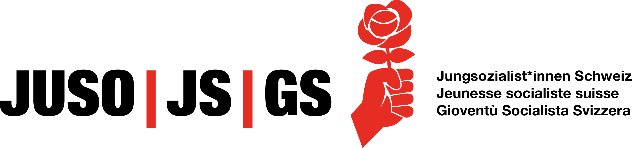 JUSO|JS|GS
Jungsozialist*innen Schweiz
Jeunesse socialiste suisse
Gioventù Socialista Svizzera